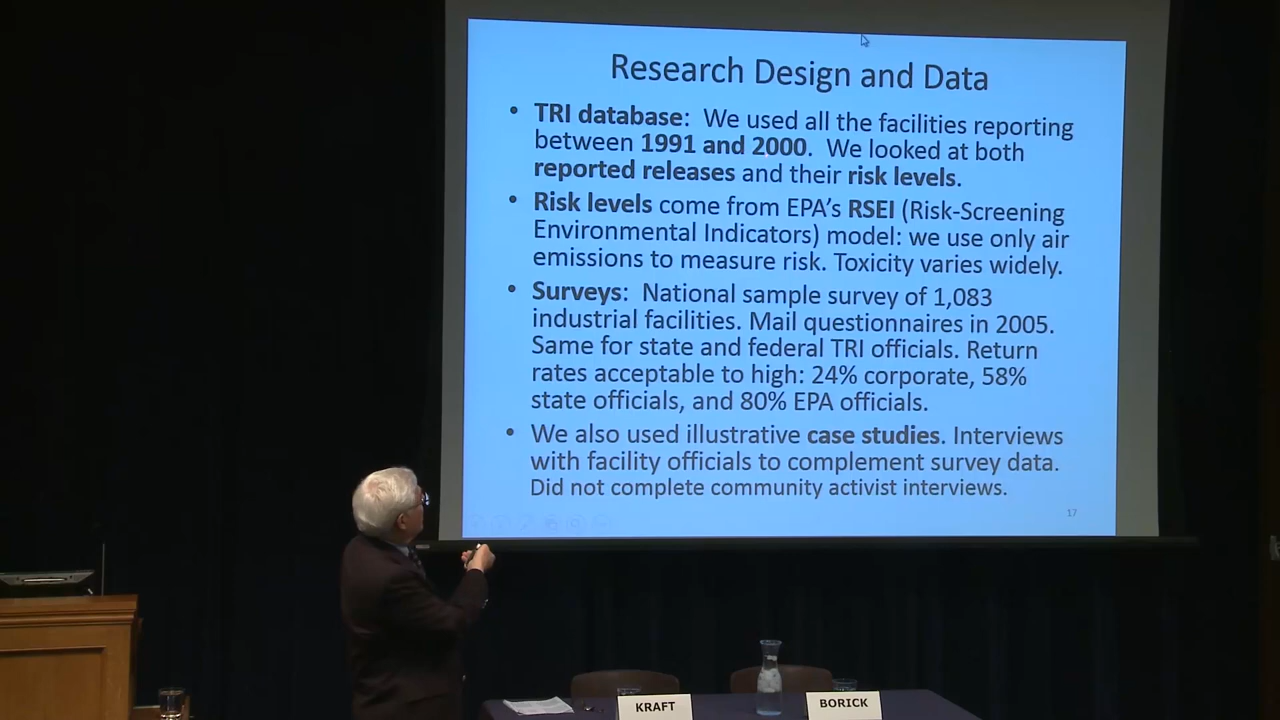 Research Design and Data
• TRI database: We used all the facilities reporting
between 1991 and 2000. We looked at both
reported releases and their risk levels.
• Risk levels come from EPA’s RSEI (Risk-Screening
Environmental Indicators) model: we use only air
emissions to measure risk. Toxicity varies widely.
• Surveys: National sample survey of 1,083
industrial facilities. Mail questionnaires in 2005.
Same for state and federal TRI officials. Return
rates acceptable to high: 24% corporate, 58%
state officials, and 80% EPA officials.
• We also used illustrative case studies. Interviews
with facility officials to complement survey data.
Did not complete community activist interviews.
17
KRAFT
BORICK